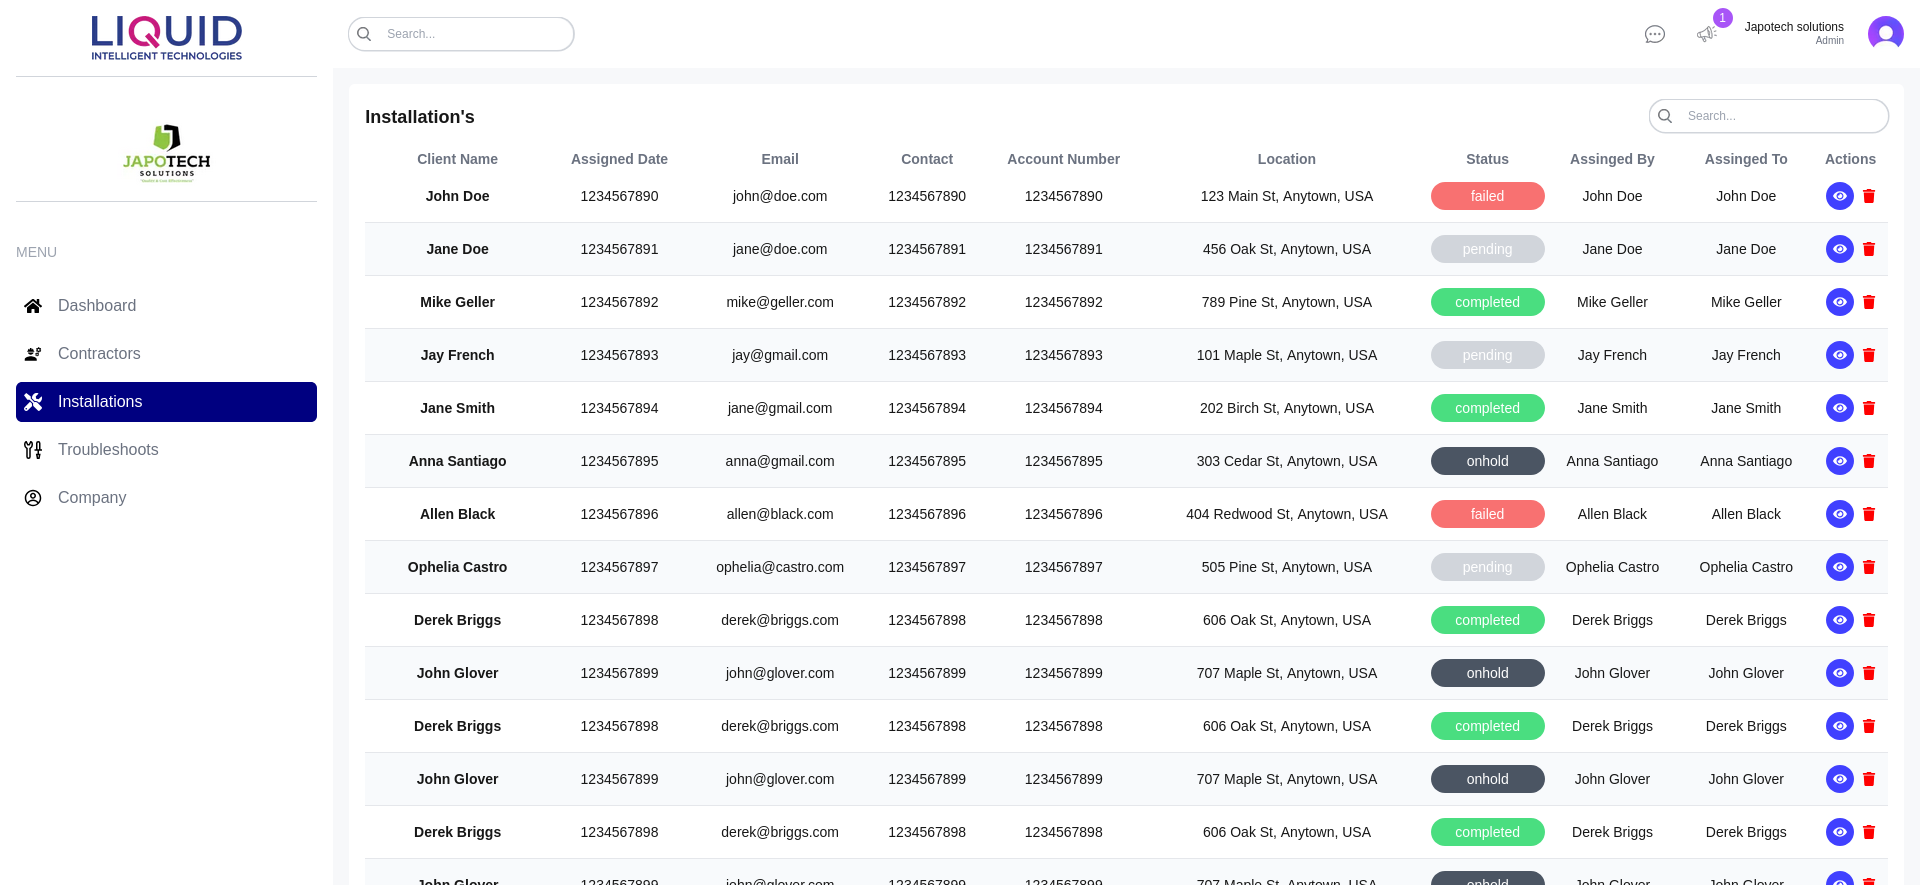 LIQUID
INTELLIGENT TECHNOLOGIES
JAPOTECH
SOLUTIONS
MENU
Dashboard
Contractors
Installations
Troubleshoots
Company
Search...
1
Japotech solutions
Admin
Installation's
Search...
Client Name Assigned Date Email Contact Account Number Location Status Assinged By Assinged To Actions
John Doe 1234567890 john@doe.com 1234567890 1234567890 123 Main St, Anytown, USA failed John Doe John Doe
Jane Doe 1234567891 jane@doe.com 1234567891 1234567891 456 Oak St, Anytown, USA pending Jane Doe Jane Doe
Mike Geller 1234567892 mike@geller.com 1234567892 1234567892 789 Pine St, Anytown, USA completed Mike Geller Mike Geller
Jay French 1234567893 jay@gmail.com 1234567893 1234567893 101 Maple St, Anytown, USA pending Jay French Jay French
Jane Smith 1234567894 jane@gmail.com 1234567894 1234567894 202 Birch St, Anytown, USA completed Jane Smith Jane Smith
Anna Santiago 1234567895 anna@gmail.com 1234567895 1234567895 303 Cedar St, Anytown, USA onhold Anna Santiago Anna Santiago
Allen Black 1234567896 allen@black.com 1234567896 1234567896 404 Redwood St, Anytown, USA failed Allen Black Allen Black
Ophelia Castro 1234567897 ophelia@castro.com 1234567897 1234567897 505 Pine St, Anytown, USA pending Ophelia Castro Ophelia Castro
Derek Briggs 1234567898 derek@briggs.com 1234567898 1234567898 606 Oak St, Anytown, USA completed Derek Briggs Derek Briggs
John Glover 1234567899 john@glover.com 1234567899 1234567899 707 Maple St, Anytown, USA onhold John Glover John Glover
Derek Briggs 1234567898 derek@briggs.com 1234567898 1234567898 606 Oak St, Anytown, USA completed Derek Briggs Derek Briggs
John Glover 1234567899 john@glover.com 1234567899 1234567899 707 Maple St, Anytown, USA onhold John Glover John Glover
Derek Briggs 1234567898 derek@briggs.com 1234567898 1234567898 606 Oak St, Anytown, USA completed Derek Briggs Derek Briggs
John Glover 1234567899 john@glover.com 1234567899 1234567899 707 Maple St, Anytown, USA onhold John Glover John Glover